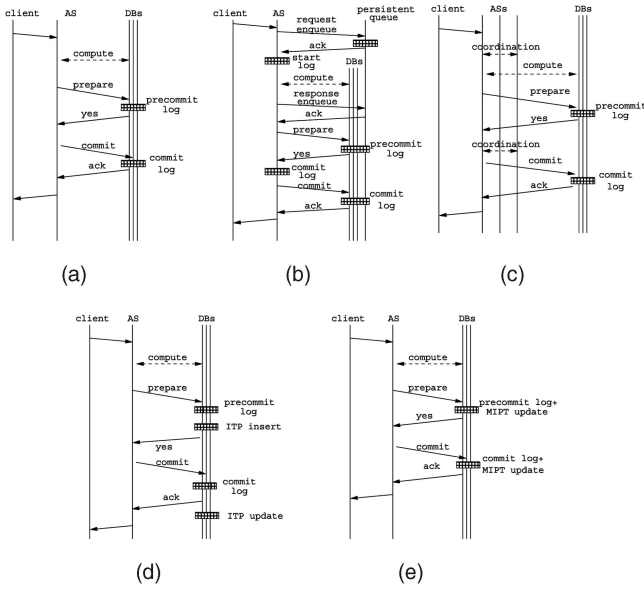 client AS DBs
compute
prepare
precommit
log
yes
commit
commit
log
ack
(a)
client AS persistent
queue
request
enqueue
ack
start
log
DBs
compute
response
enqueue
ack
prepare
precommit
log
yes
commit
log
commit
commit
log
ack
(b)
client ASs DBs
coordination
compute
prepare
precommit
log
yes
coordination
commit
commit
log
ack
(c)
client AS DBs
compute
prepare
precommit
log
ITP insert
yes
commit
commit
log
ack
ITP update
(d)
client AS DBs
compute
prepare
precommit log+
MIPT update
yes
commit
commit log+
MIPT update
ack
(e)